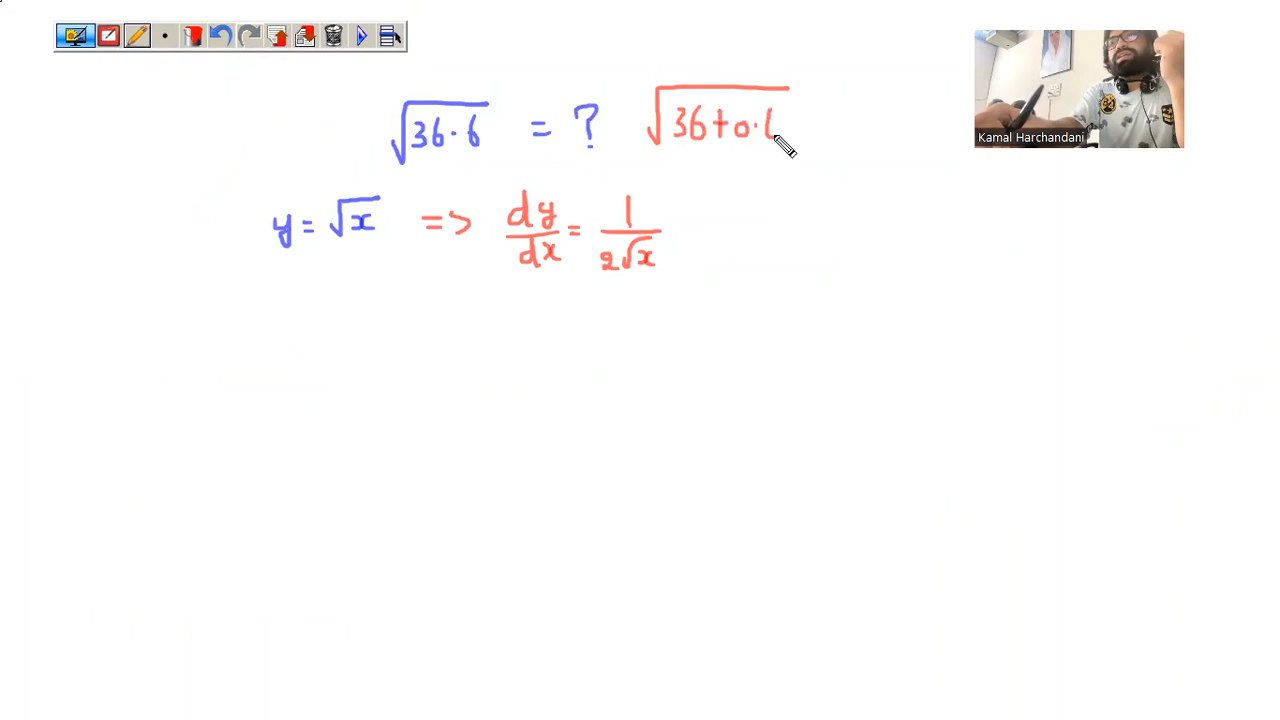 √36.6 = ? √36+0.6
Kamal Harchandani
y = √x => dy/dx = 1/2√x